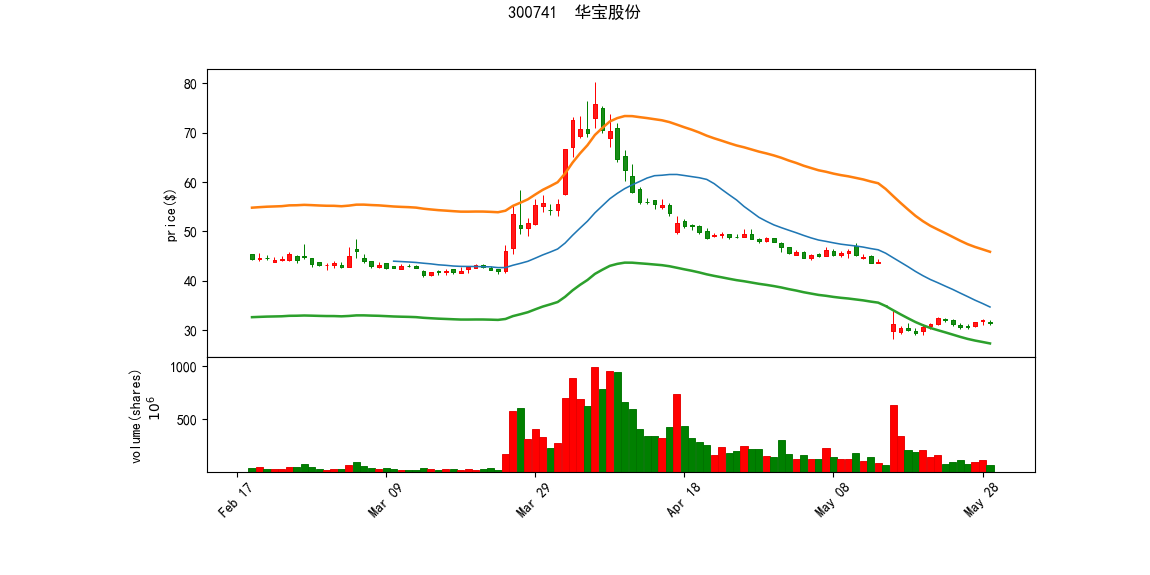 300741 华宝股份
80
70
60
50
40
30
price($)
1000
500
volume(shares)
10^6
Feb 17
Mar 09
Mar 29
Apr 18
May 08
May 28